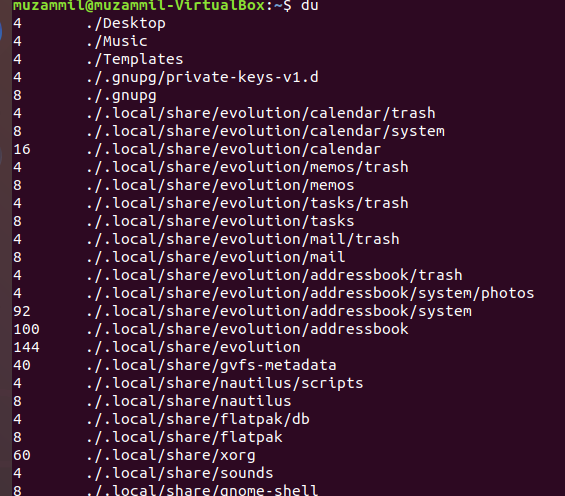 muzammil@muzammil-VirtualBox:~$ du
4 ./Desktop
4 ./Music
4 ./Templates
4 ./.gnupg/private-keys-v1.d
8 ./.gnupg
4 ./.local/share/evolution/calendar/trash
8 ./.local/share/evolution/calendar/system
16 ./.local/share/evolution/calendar
4 ./.local/share/evolution/memos/trash
8 ./.local/share/evolution/memos
4 ./.local/share/evolution/tasks/trash
8 ./.local/share/evolution/tasks
4 ./.local/share/evolution/mail/trash
8 ./.local/share/evolution/mail
4 ./.local/share/evolution/addressbook/trash
4 ./.local/share/evolution/addressbook/system/photos
92 ./.local/share/evolution/addressbook/system
100 ./.local/share/evolution/addressbook
144 ./.local/share/evolution
40 ./.local/share/gvfs-metadata
4 ./.local/share/nautilus/scripts
8 ./.local/share/nautilus
4 ./.local/share/flatpak/db
8 ./.local/share/flatpak
60 ./.local/share/xorg
4 ./.local/share/sounds
8 ./.local/share/gnome-shell